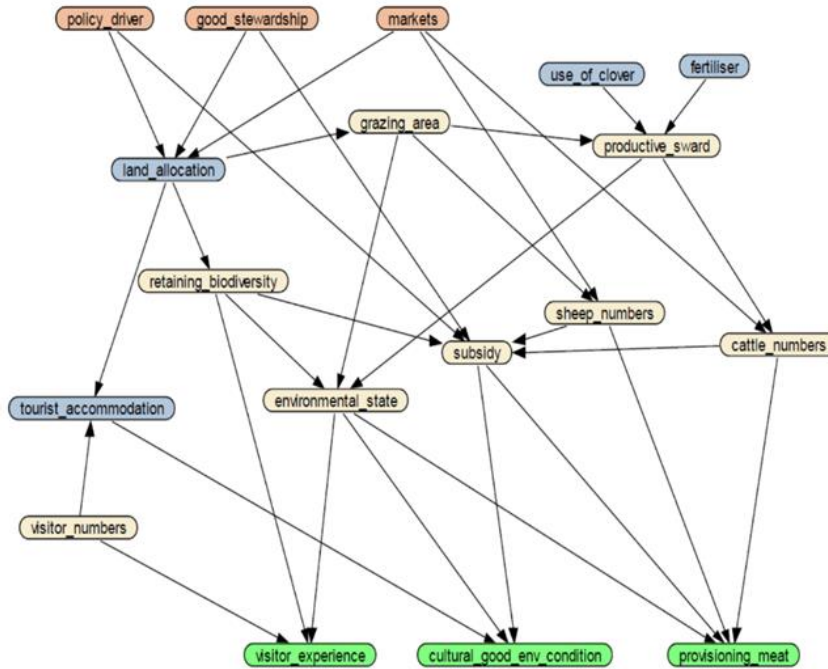 policy_driver
good_stewardship
markets
use_of_clover
fertiliser
grazing_area
productive_sward
land_allocation
retaining_biodiversity
sheep_numbers
subsidy
cattle_numbers
tourist_accommodation
environmental_state
visitor_numbers
visitor_experience
cultural_good_env_condition
provisioning_meat